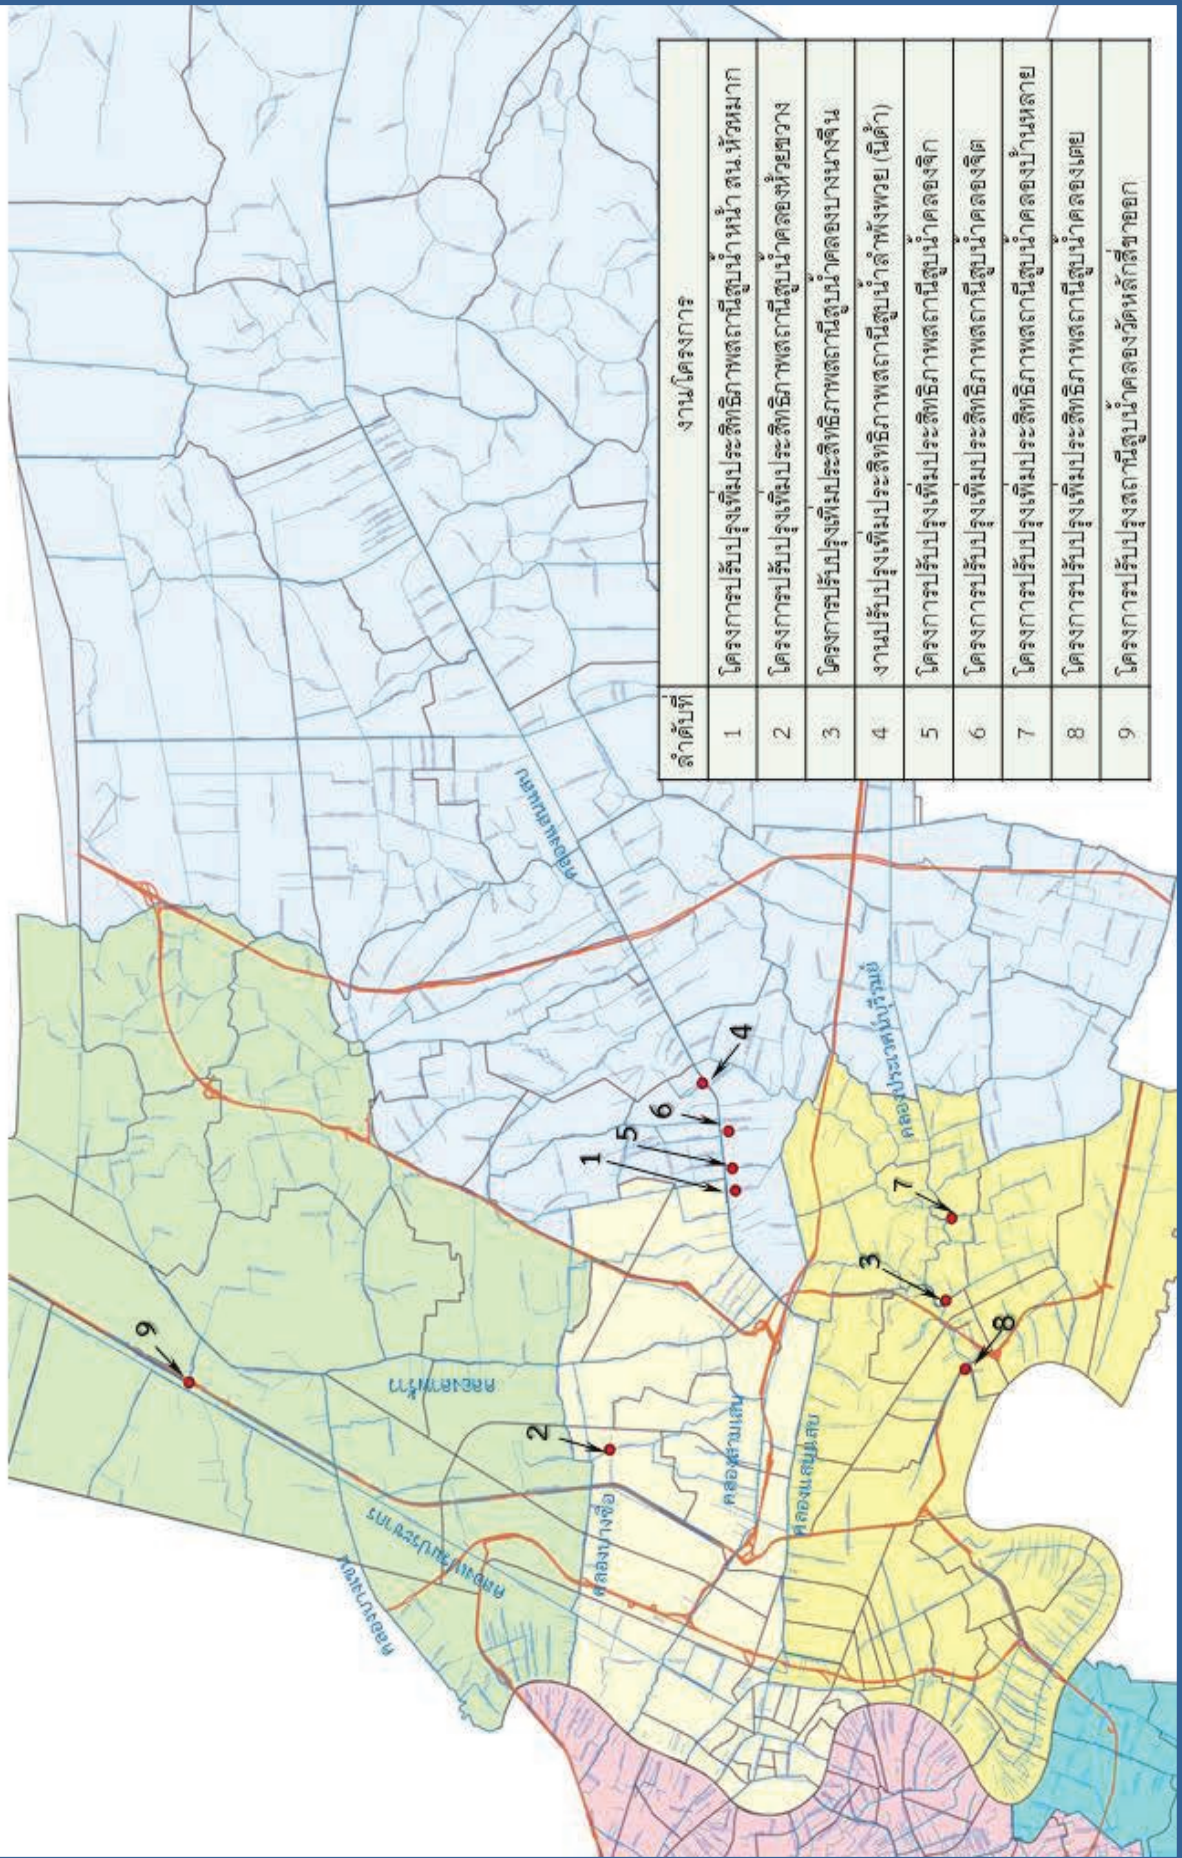 ลำดับที่ งาน/โครงการ
1 โครงการปรับปรุงเพิ่มประสิทธิภาพสถานีสูบน้ำ หน้า สน.หัวหมาก
2 โครงการปรับปรุงเพิ่มประสิทธิภาพสถานีสูบน้ำคลองห้วยขวาง
3 โครงการปรับปรุงเพิ่มประสิทธิภาพสถานีสูบน้ำคลองบางนางจีน
4 งานปรับปรุงเพิ่มประสิทธิภาพสถานีสูบน้ำลำพังพวย (นิด้า)
5 โครงการปรับปรุงเพิ่มประสิทธิภาพสถานีสูบน้ำคลองจิก
6 โครงการปรับปรุงเพิ่มประสิทธิภาพสถานีสูบน้ำคลองจิต
7 โครงการปรับปรุงเพิ่มประสิทธิภาพสถานีสูบน้ำคลองบ้านหลาย
8 โครงการปรับปรุงเพิ่มประสิทธิภาพสถานีสูบน้ำคลองเตย
9 โครงการปรับปรุงสถานีสูบน้ำคลองวัดหลักสี่ขาออก
คลองบางเขน
คลองเปรมประชากร
คลองลาดพร้าว
คลองบางซื่อ
คลองสามเสน
คลองแสนแสบ
คลองแสนแสบ
คลองประเวศบุรีรมย์
9
2
1
5
6
4
3
7
8